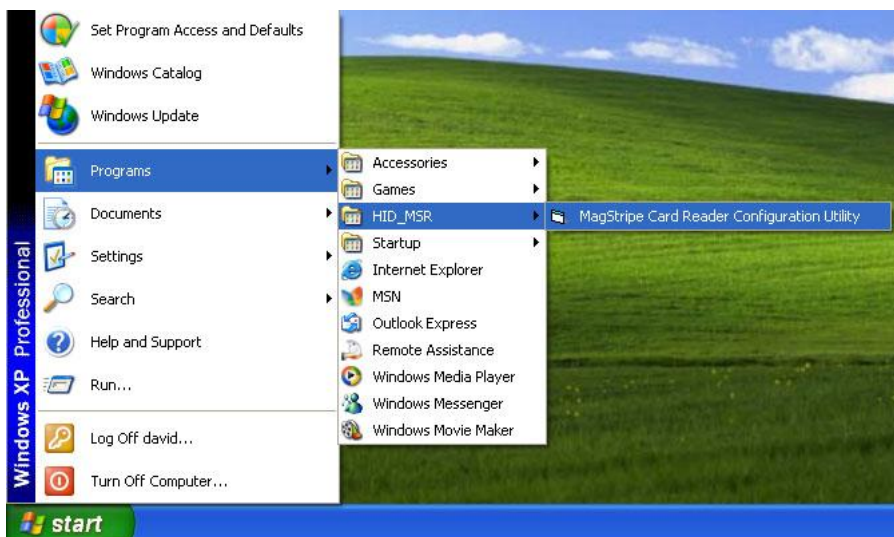 Set Program Access and Defaults
Windows Catalog
Windows Update
Programs
Documents
Settings
Search
Help and Support
Run...
Log Off david...
Turn Off Computer...
Windows XP Professional
start
Accessories
Games
HID_MSR
Startup
Internet Explorer
MSN
Outlook Express
Remote Assistance
Windows Media Player
Windows Messenger
Windows Movie Maker
MagStripe Card Reader Configuration Utility